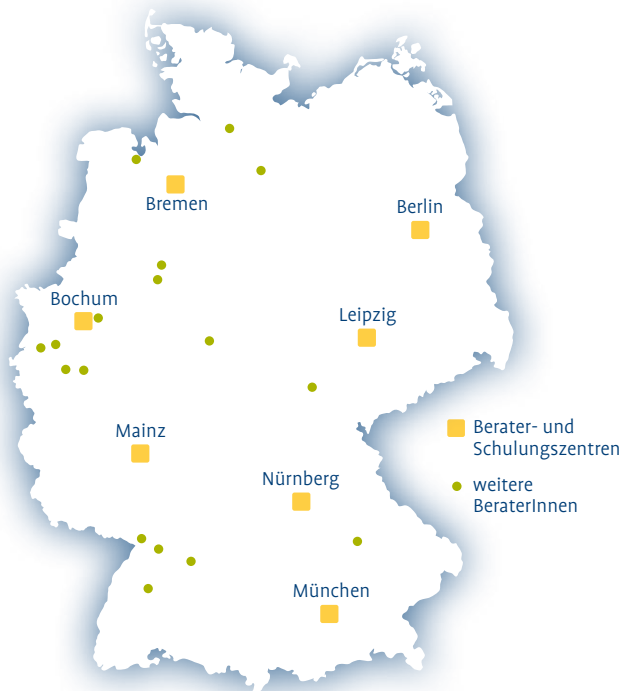 Bremen
Berlin
Bochum
Leipzig
Mainz
Berater- und
Schulungszentren
Nürnberg
weitere
BeraterInnen
München